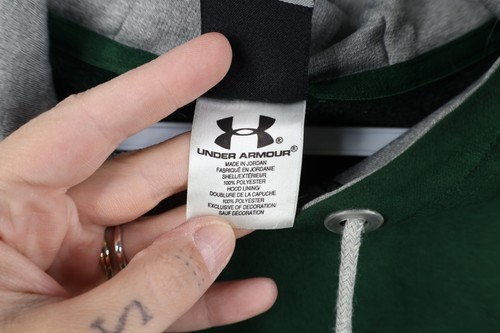 UNDER ARMOUR®
MADE IN JORDAN
FABRIQUÉ EN JORDANIE
SHELL/EXTÉRIEUR
100% POLYESTER
HOOD LINING/
DOUBLURE DE LA CAPUCHE
100% POLYESTER
EXCLUSIVE OF DECORATION/
SAUF DÉCORATION